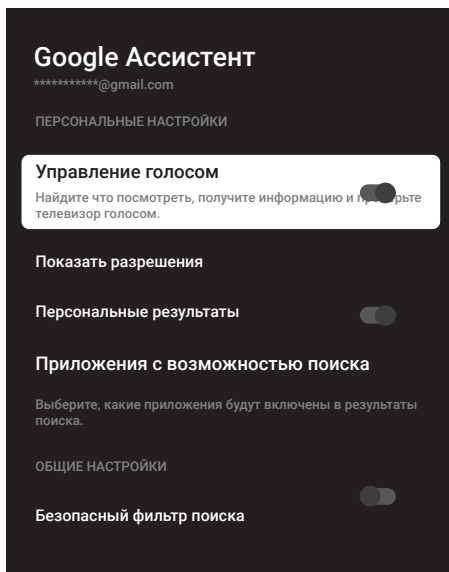 Google Ассистент
***********@gmail.com
ПЕРСОНАЛЬНЫЕ НАСТРОЙКИ
Управление голосом
Найдите что посмотреть, получите информацию и
телевизор голосом.
Показать разрешения
Персональные результаты
Приложения с возможностью поиска
Выберите, какие приложения будут включены в результаты
поиска.
ОБЩИЕ НАСТРОЙКИ
Безопасный фильтр поиска